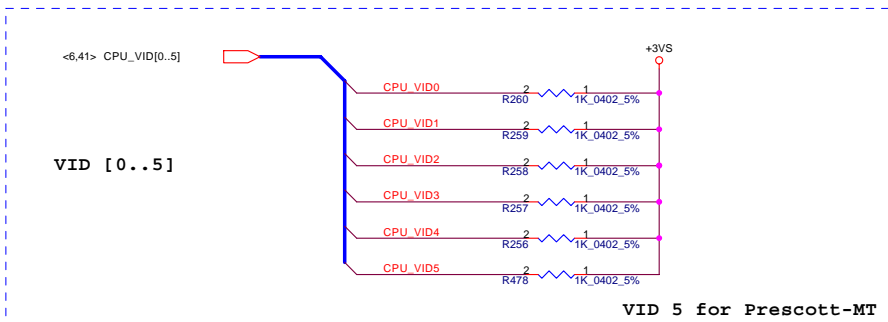 +3VS
<6,41> CPU_VID[0..5]
CPU_VID0 2 1
R260 1K_0402_5%
CPU_VID1 2 1
R259 1K_0402_5%
VID [0..5]
CPU_VID2 2 1
R258 1K_0402_5%
CPU_VID3 2 1
R257 1K_0402_5%
CPU_VID4 2 1
R256 1K_0402_5%
CPU_VID5 2 1
R478 1K_0402_5%
VID 5 for Prescott-MT